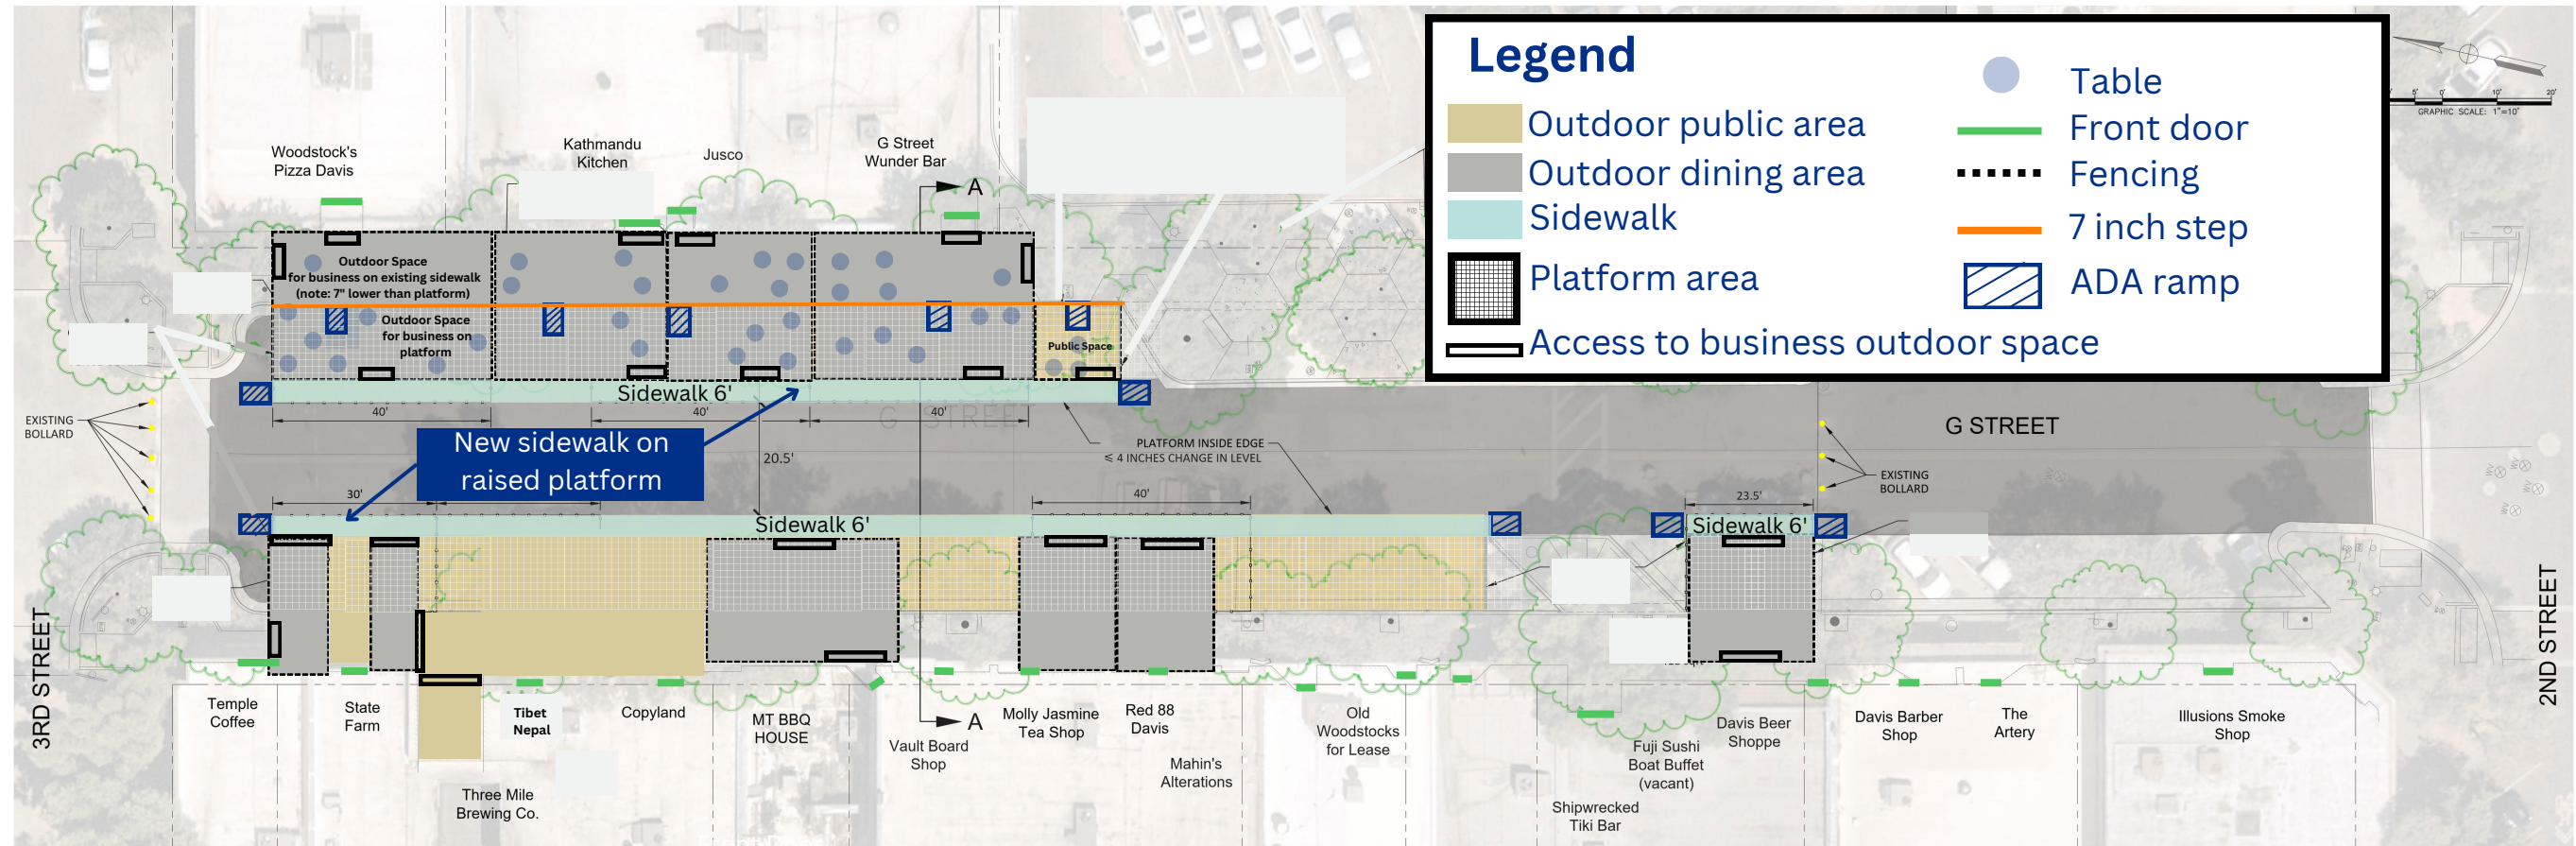 Legend
Outdoor public area
Outdoor dining area
Sidewalk
Platform area
Access to business outdoor space
Table
Front door
Fencing
7 inch step
ADA ramp
5'
0'
10'
20'
GRAPHIC SCALE: 1"=10'
Woodstock's
Pizza Davis
Kathmandu
Kitchen
Jusco
G Street
Wunder Bar
A
Outdoor Space
for business on existing sidewalk
(note: 7" lower than platform)
Outdoor Space
for business on
platform
Public Space
Sidewalk 6'
40'
40'
40'
G STREET
EXISTING
BOLLARD
New sidewalk on
raised platform
20.5'
PLATFORM INSIDE EDGE
≤ 4 INCHES CHANGE IN LEVEL
G STREET
EXISTING
BOLLARD
30'
40'
23.5'
Sidewalk 6'
Sidewalk 6'
3RD STREET
2ND STREET
Temple
Coffee
State
Farm
Tibet
Nepal
Copyland
MT BBQ
HOUSE
Three Mile
Brewing Co.
Vault Board
Shop
A
Molly Jasmine
Tea Shop
Red 88
Davis
Mahin's
Alterations
Old
Woodstocks
for Lease
Shipwrecked
Tiki Bar
Fuji Sushi
Boat Buffet
(vacant)
Davis Beer
Shoppe
Davis Barber
Shop
The
Artery
Illusions Smoke
Shop